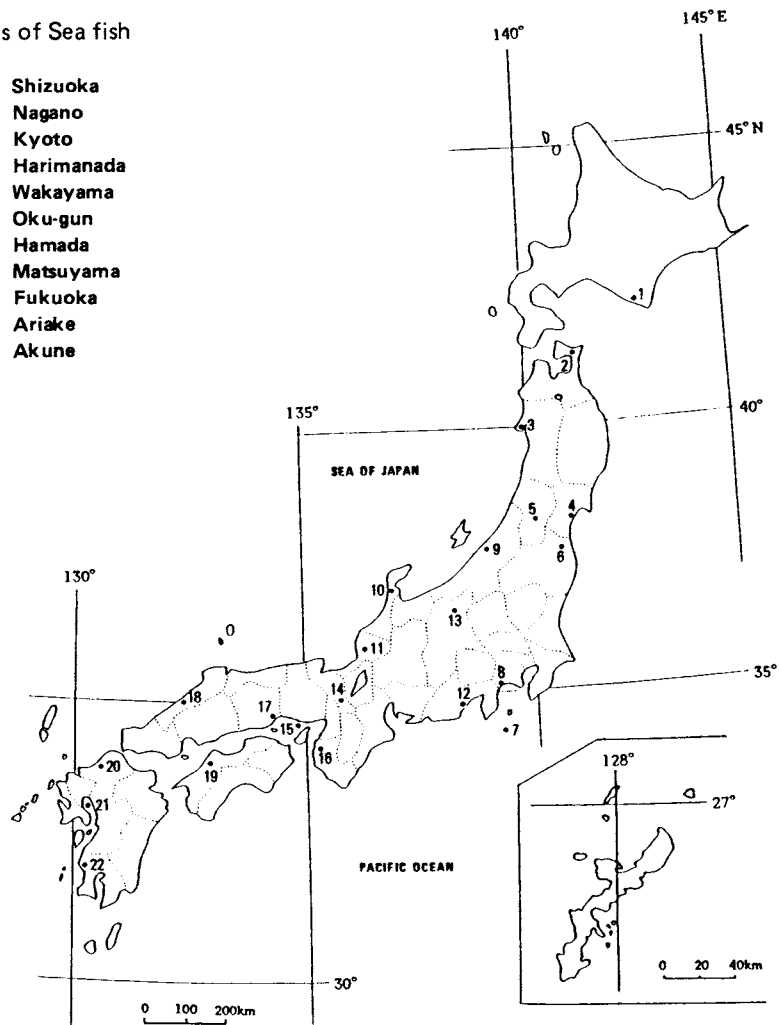 s of Sea fish
Shizuoka
Nagano
Kyoto
Harimanada
Wakayama
Oku-gun
Hamada
Matsuyama
Fukuoka
Ariake
Akune
140°
145° E
45° N
1
2
40°
135°
3
SEA OF JAPAN
5
4
9
6
130°
10
13
11
8
35°
14
12
18
17
15
7
16
19
20
128°
21
27°
22
PACIFIC OCEAN
30°
0 20 40km
0 100 200km